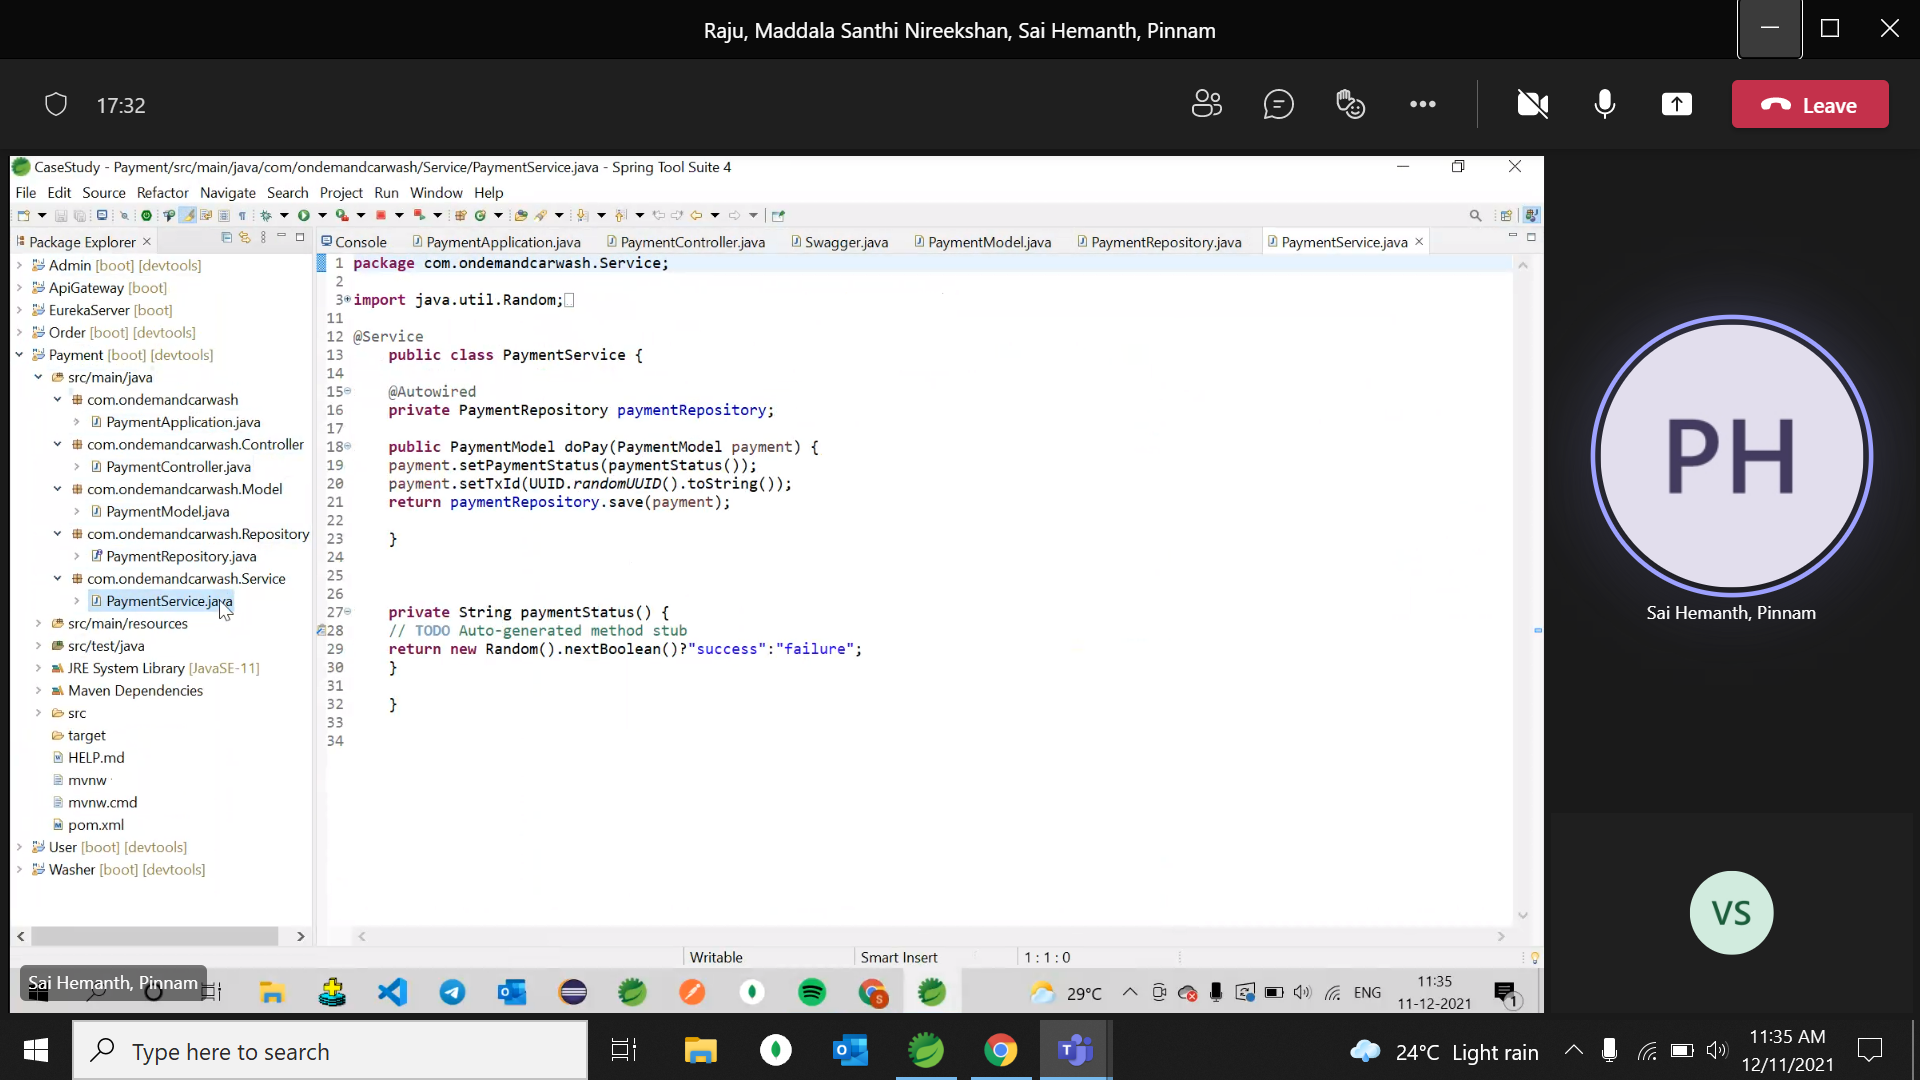 Raju, Maddala Santhi Nireekshan, Sai Hemanth, Pinnam
17:32
Leave
CaseStudy - Payment/src/main/java/com/ondemandcarwash/Service/PaymentService.java - Spring Tool Suite 4
File Edit Source Refactor Navigate Search Project Run Window Help
Package Explorer
Console PaymentApplication.java PaymentController.java Swagger.java PaymentModel.java PaymentRepository.java PaymentService.java
Admin [boot] [devtools]
ApiGateway [boot]
EurekaServer [boot]
Order [boot] [devtools]
Payment [boot] [devtools]
src/main/java
com.ondemandcarwash
PaymentApplication.java
com.ondemandcarwash.Controller
PaymentController.java
com.ondemandcarwash.Model
PaymentModel.java
com.ondemandcarwash.Repository
PaymentRepository.java
com.ondemandcarwash.Service
PaymentService.java
src/main/resources
src/test/java
JRE System Library [JavaSE-11]
Maven Dependencies
src
target
HELP.md
mvnw
mvnw.cmd
pom.xml
User [boot] [devtools]
Washer [boot] [devtools]
1 package com.ondemandcarwash.Service;
2
3 import java.util.Random;
11
12 @Service
13 public class PaymentService {
14
15 @Autowired
16 private PaymentRepository paymentRepository;
17
18 public PaymentModel doPay(PaymentModel payment) {
19 payment.setPaymentStatus(paymentStatus());
20 payment.setTxId(UUID.randomUUID().toString());
21 return paymentRepository.save(payment);
22
23 }
24
25
26
27 private String paymentStatus() {
28 // TODO Auto-generated method stub
29 return new Random().nextBoolean()?"success":"failure";
30 }
31
32 }
33
34
Writable Smart Insert 1 : 1 : 0
PH
Sai Hemanth, Pinnam
VS
Sai Hemanth, Pinnam
29°C ENG 11:35
11-12-2021
1
Type here to search
24°C Light rain
11:35 AM
12/11/2021